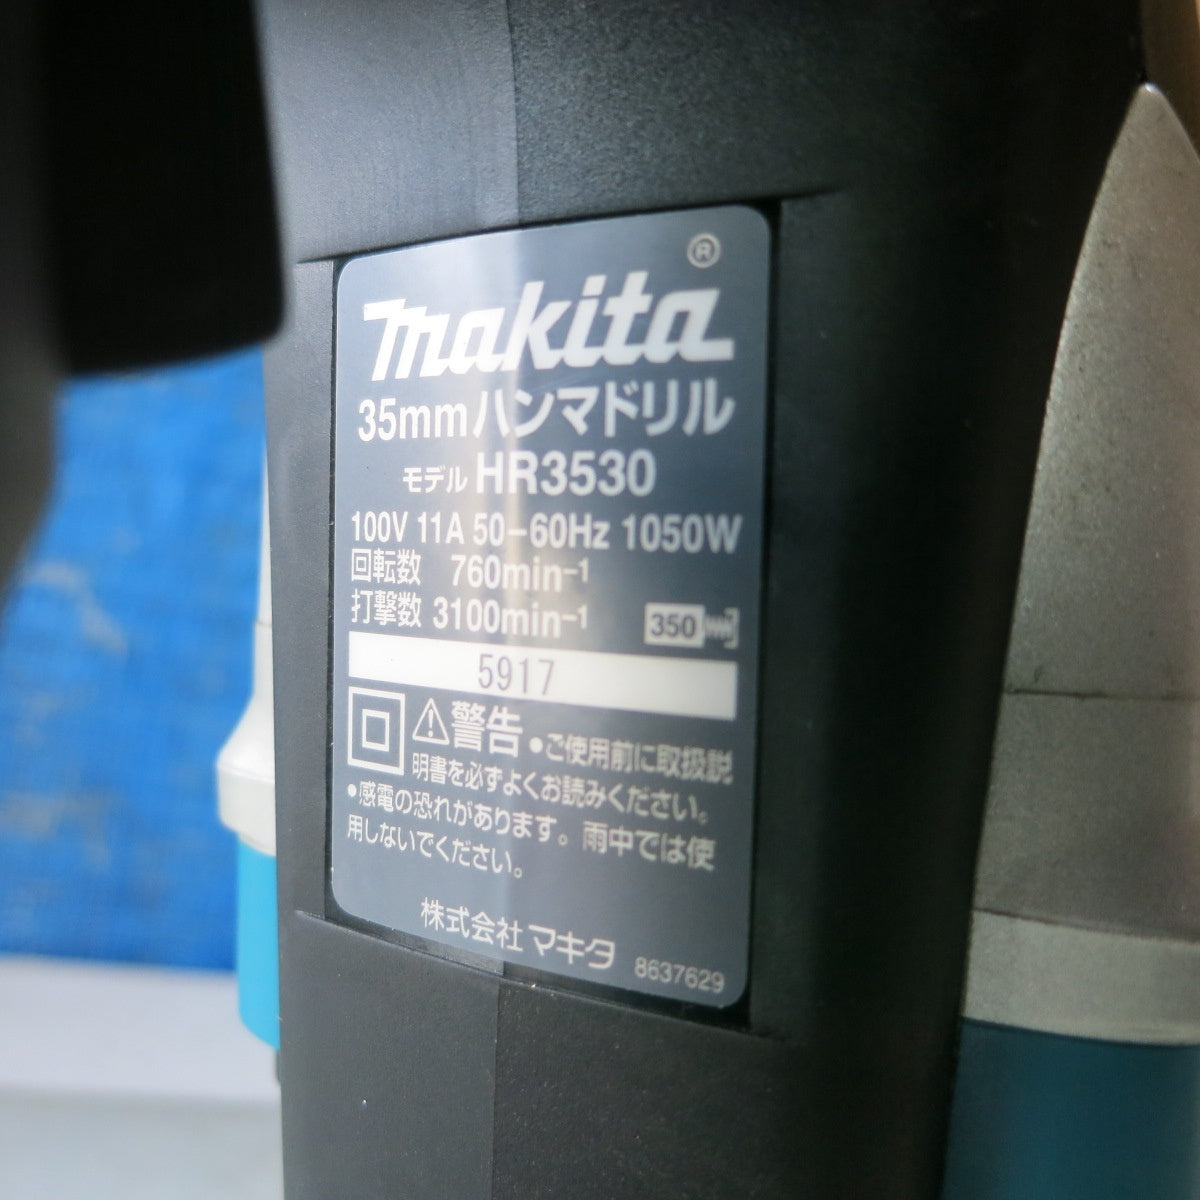 makita®
35mmハンマドリル
モデル HR3530
100V 11A 50-60Hz 1050W
回転数 760min-1
打撃数 3100min-1 350
5917
警告 •ご使用前に取扱説
明書を必ずよくお読みください。
•感電の恐れがあります。雨中では使
用しないでください。
株式会社マキタ 8637629